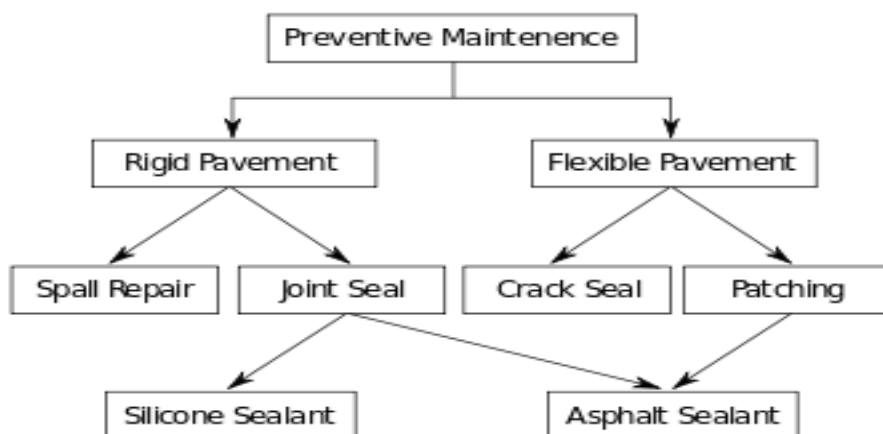 Preventive Maintenence
Rigid Pavement
Flexible Pavement
Spall Repair
Joint Seal
Crack Seal
Patching
Silicone Sealant
Asphalt Sealant